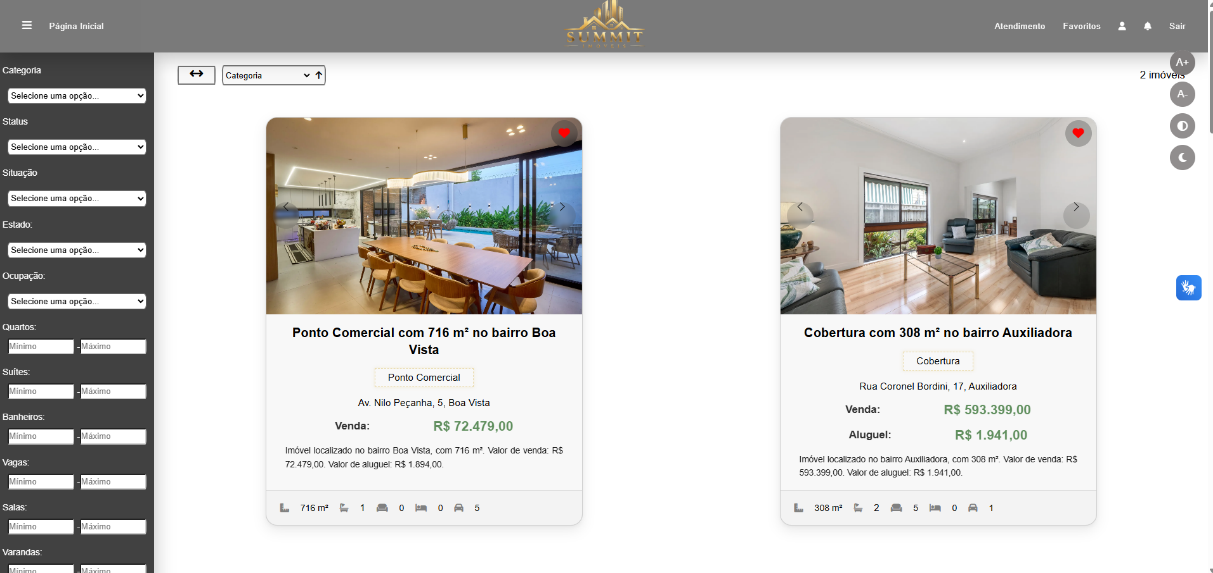 Página Inicial
SUMMIT
Atendimento
Favoritos
Sair
Categoria
Selecione uma opção...
Status
Selecione uma opção...
Situação
Selecione uma opção...
Estado:
Selecione uma opção...
Ocupação:
Selecione uma opção...
Quartos:
Mínimo - Máximo
Suítes:
Mínimo - Máximo
Banheiros:
Mínimo - Máximo
Vagas:
Mínimo - Máximo
Salas:
Mínimo - Máximo
Varandas:
Mínimo - Máximo
Categoria
2 imóveis
A+
A-
Ponto Comercial com 716 m² no bairro Boa
Vista
Ponto Comercial
Av. Nilo Peçanha, 5, Boa Vista
Venda: R$ 72.479,00
Imóvel localizado no bairro Boa Vista, com 716 m². Valor de venda: R$
72.479,00. Valor de aluguel: R$ 1.894,00.
716 m² 1 0 0 5
Cobertura com 308 m² no bairro Auxiliadora
Cobertura
Rua Coronel Bordini, 17, Auxiliadora
Venda: R$ 593.399,00
Aluguel: R$ 1.941,00
Imóvel localizado no bairro Auxiliadora, com 308 m². Valor de venda: R$
593.399,00. Valor de aluguel: R$ 1.941,00.
308 m² 2 5 0 1